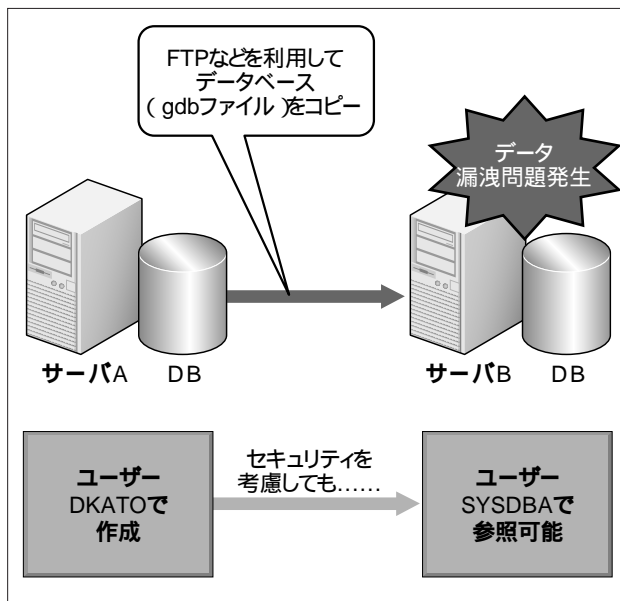 FTPなどを利用して
データベース
(gdbファイル)をコピー
データ
漏洩問題発生
サーバA DB
サーバB DB
ユーザー
DKATOで
作成
セキュリティを
考慮しても……
ユーザー
SYSDBAで
参照可能